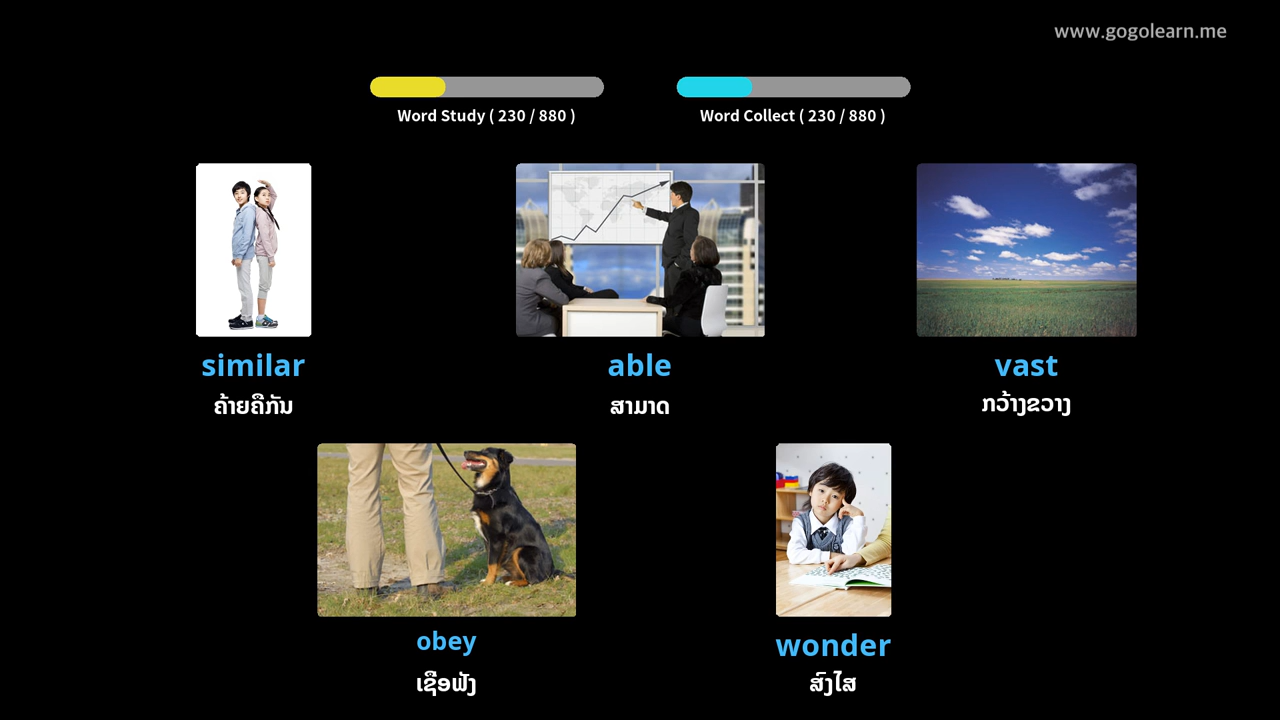 www.gogolearn.me
Word Study ( 230 / 880 )
Word Collect ( 230 / 880 )
similar
able
vast
ຄ້າຍຄືກັນ
ສາມາດ
ກວ້າງຂວາງ
obey
wonder
ເຊື່ອຟັງ
ສົງໄສ